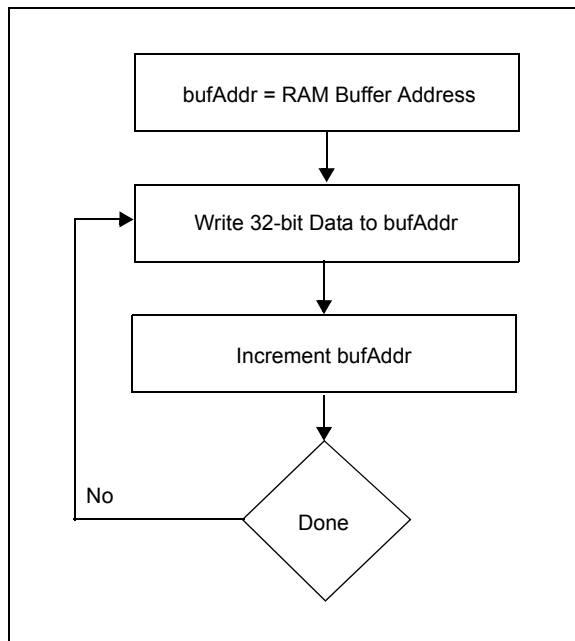 bufAddr = RAM Buffer Address
Write 32-bit Data to bufAddr
Increment bufAddr
No
Done